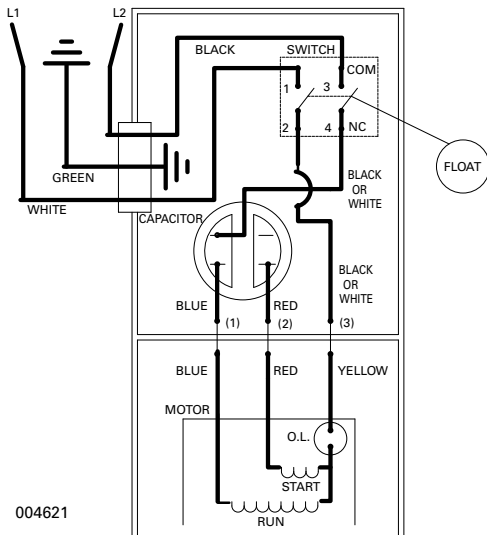 L1
L2
BLACK
SWITCH
COM
1
3
2
4
NC
FLOAT
GREEN
WHITE
CAPACITOR
BLACK
OR
WHITE
BLACK
OR
WHITE
BLUE
RED
(1)
(2)
(3)
BLUE
RED
YELLOW
MOTOR
O.L.
START
RUN
004621